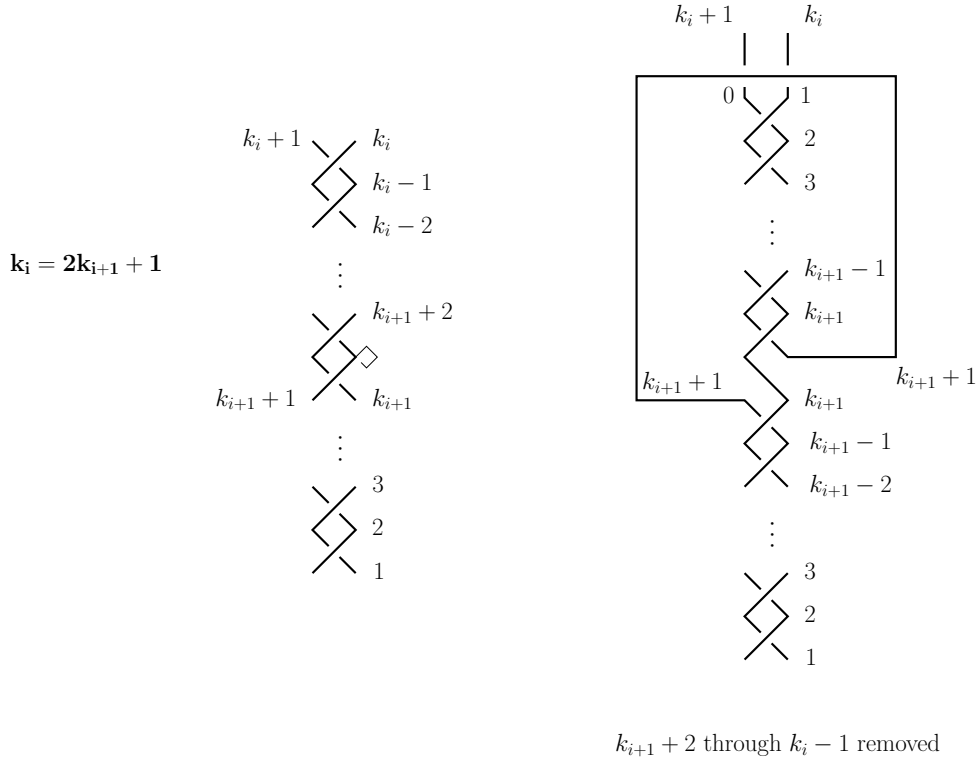 k_i + 1
k_i
k_i − 1
k_i − 2
⋮
𝐤_𝐢 = 𝟐𝐤_{𝐢+𝟏} + 𝟏
k_{i+1} + 2
k_{i+1} + 1
k_{i+1}
⋮
3
2
1
k_i + 1
k_i
0
1
2
3
⋮
k_{i+1} − 1
k_{i+1}
k_{i+1} + 1
k_{i+1} + 1
k_{i+1}
k_{i+1} − 1
k_{i+1} − 2
⋮
3
2
1
k_{i+1} + 2 through k_i − 1 removed